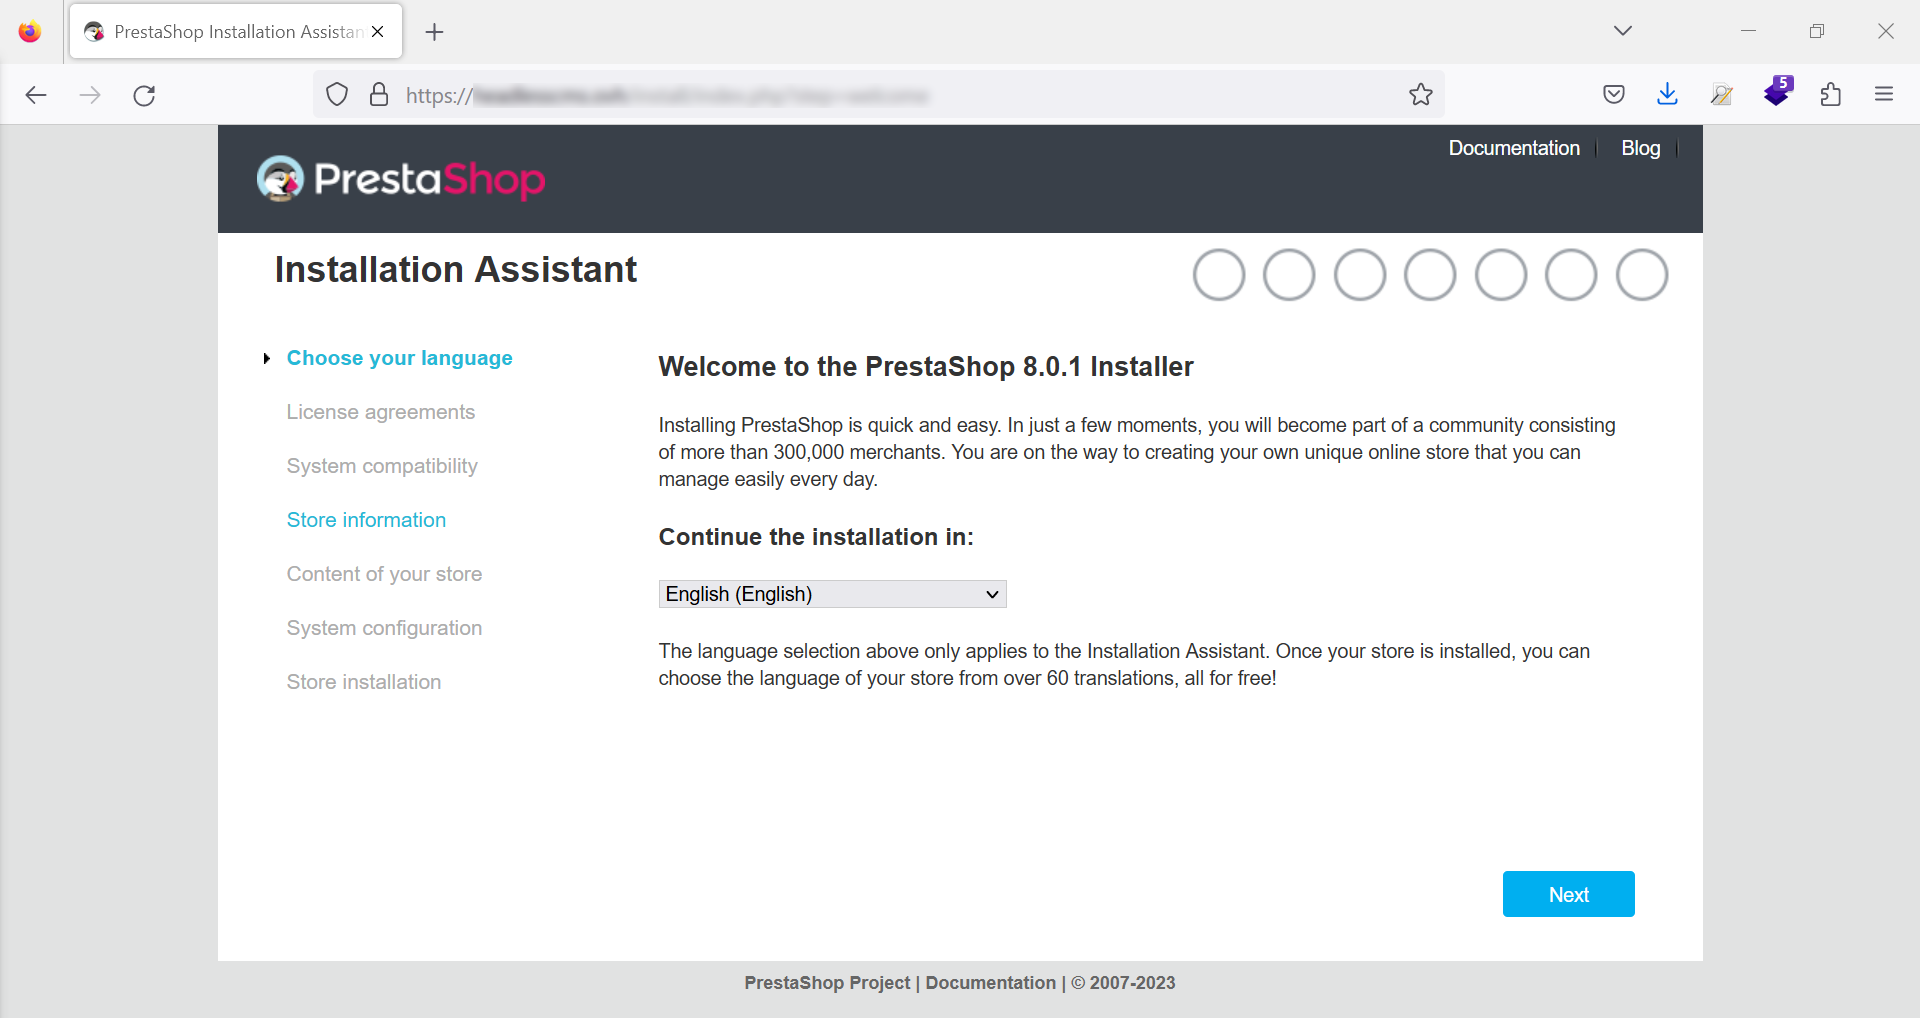 PrestaShop Installation Assistan
5
https://
Documentation
Blog
PrestaShop
Installation Assistant
Choose your language
License agreements
System compatibility
Store information
Content of your store
System configuration
Store installation
Welcome to the PrestaShop 8.0.1 Installer
Installing PrestaShop is quick and easy. In just a few moments, you will become part of a community consisting
of more than 300,000 merchants. You are on the way to creating your own unique online store that you can
manage easily every day.
Continue the installation in:
English (English)
The language selection above only applies to the Installation Assistant. Once your store is installed, you can
choose the language of your store from over 60 translations, all for free!
Next
PrestaShop Project | Documentation | © 2007-2023